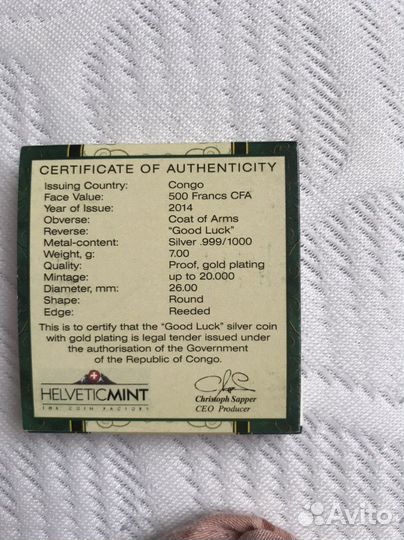 CERTIFICATE OF AUTHENTICITY
Issuing Country: Congo
Face Value: 500 Francs CFA
Year of Issue: 2014
Obverse: Coat of Arms
Reverse: "Good Luck"
Metal-content: Silver .999/1000
Weight, g: 7.00
Quality: Proof, gold plating
Mintage: up to 20.000
Diameter, mm: 26.00
Shape: Round
Edge: Reeded
This is to certify that the "Good Luck" silver coin
with gold plating is legal tender issued under
the authorisation of the Government
of the Republic of Congo.
HELVETIC MINT
THE COIN FACTORY
Christoph Sapper
CEO Producer
Avito